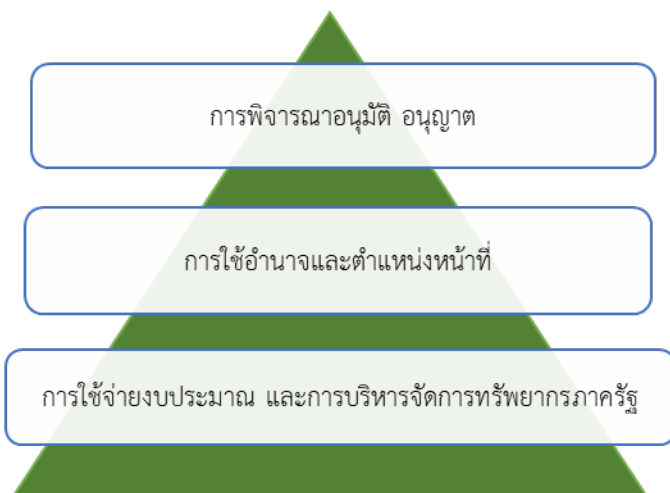 การพิจารณาอนุมัติ อนุญาต
การใช้อำนาจและตำแหน่งหน้าที่
การใช้จ่ายงบประมาณ และการบริหารจัดการทรัพยากรภาครัฐ